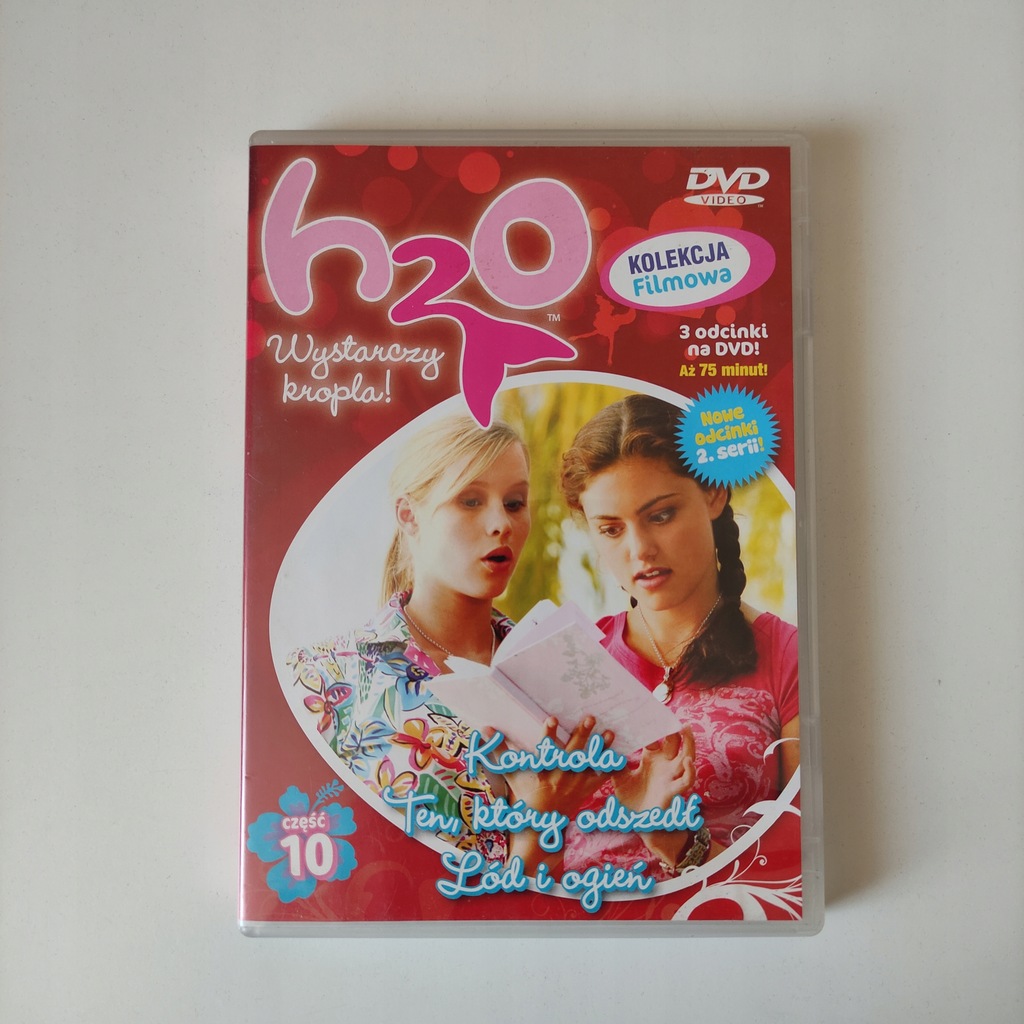 h2O
TM
Wystarczy
kropla!
DVD
VIDEO
TM
KOLEKCJA
Filmowa
3 odcinki
na DVD!
Aż 75 minut!
Nowe
odcinki
2. serii!
Kontrola
Ten, który odszedł
Lód i ogień
część
10